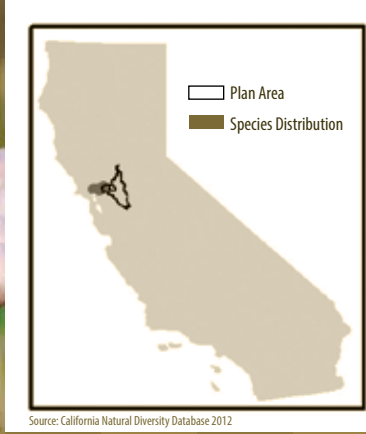 Plan Area
Species Distribution
Source: California Natural Diversity Database 2012